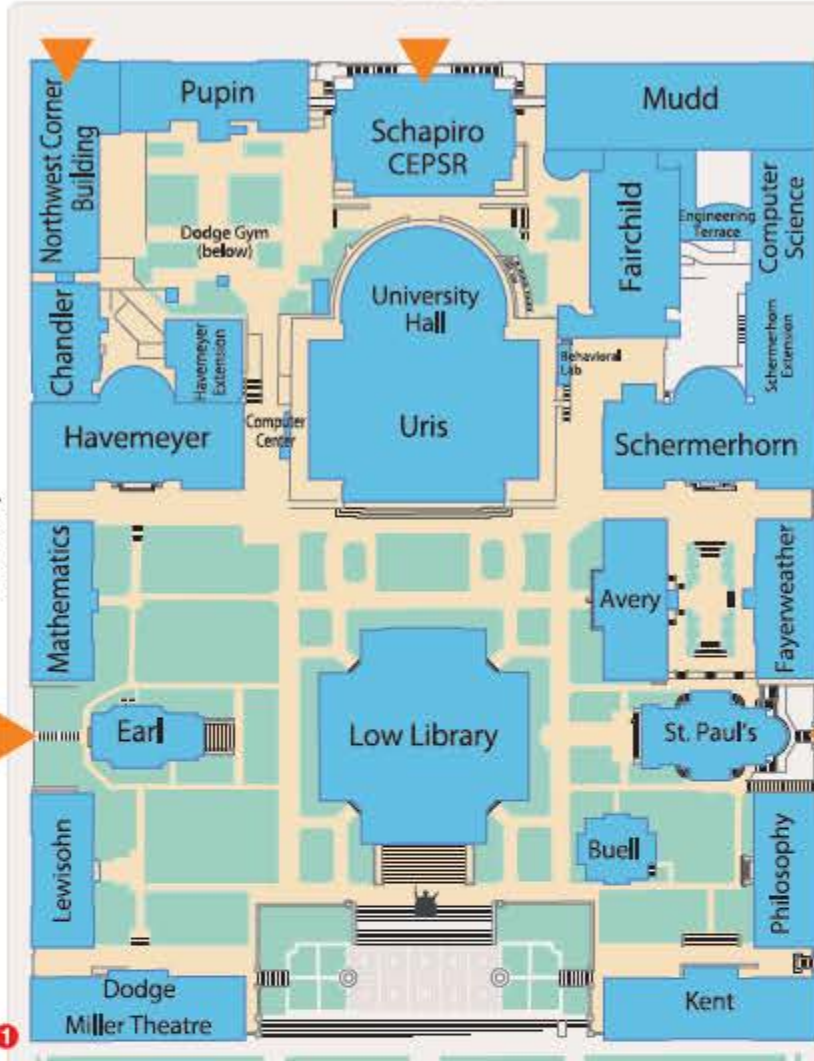 Northwest Corner
Building
Pupin
Schapiro
CEPSR
Mudd
Dodge Gym
(below)
University
Hall
Fairchild
Engineering
Terrace
Computer
Science
Chandler
Havemeyer
Extension
Behavioral
Lab
Schermerhorn
Extension
Havemeyer
Computer
Center
Uris
Schermerhorn
Mathematics
Avery
Fayerweather
Earl
Low Library
St. Paul's
Lewisohn
Buell
Philosophy
Dodge
Miller Theatre
Kent
1